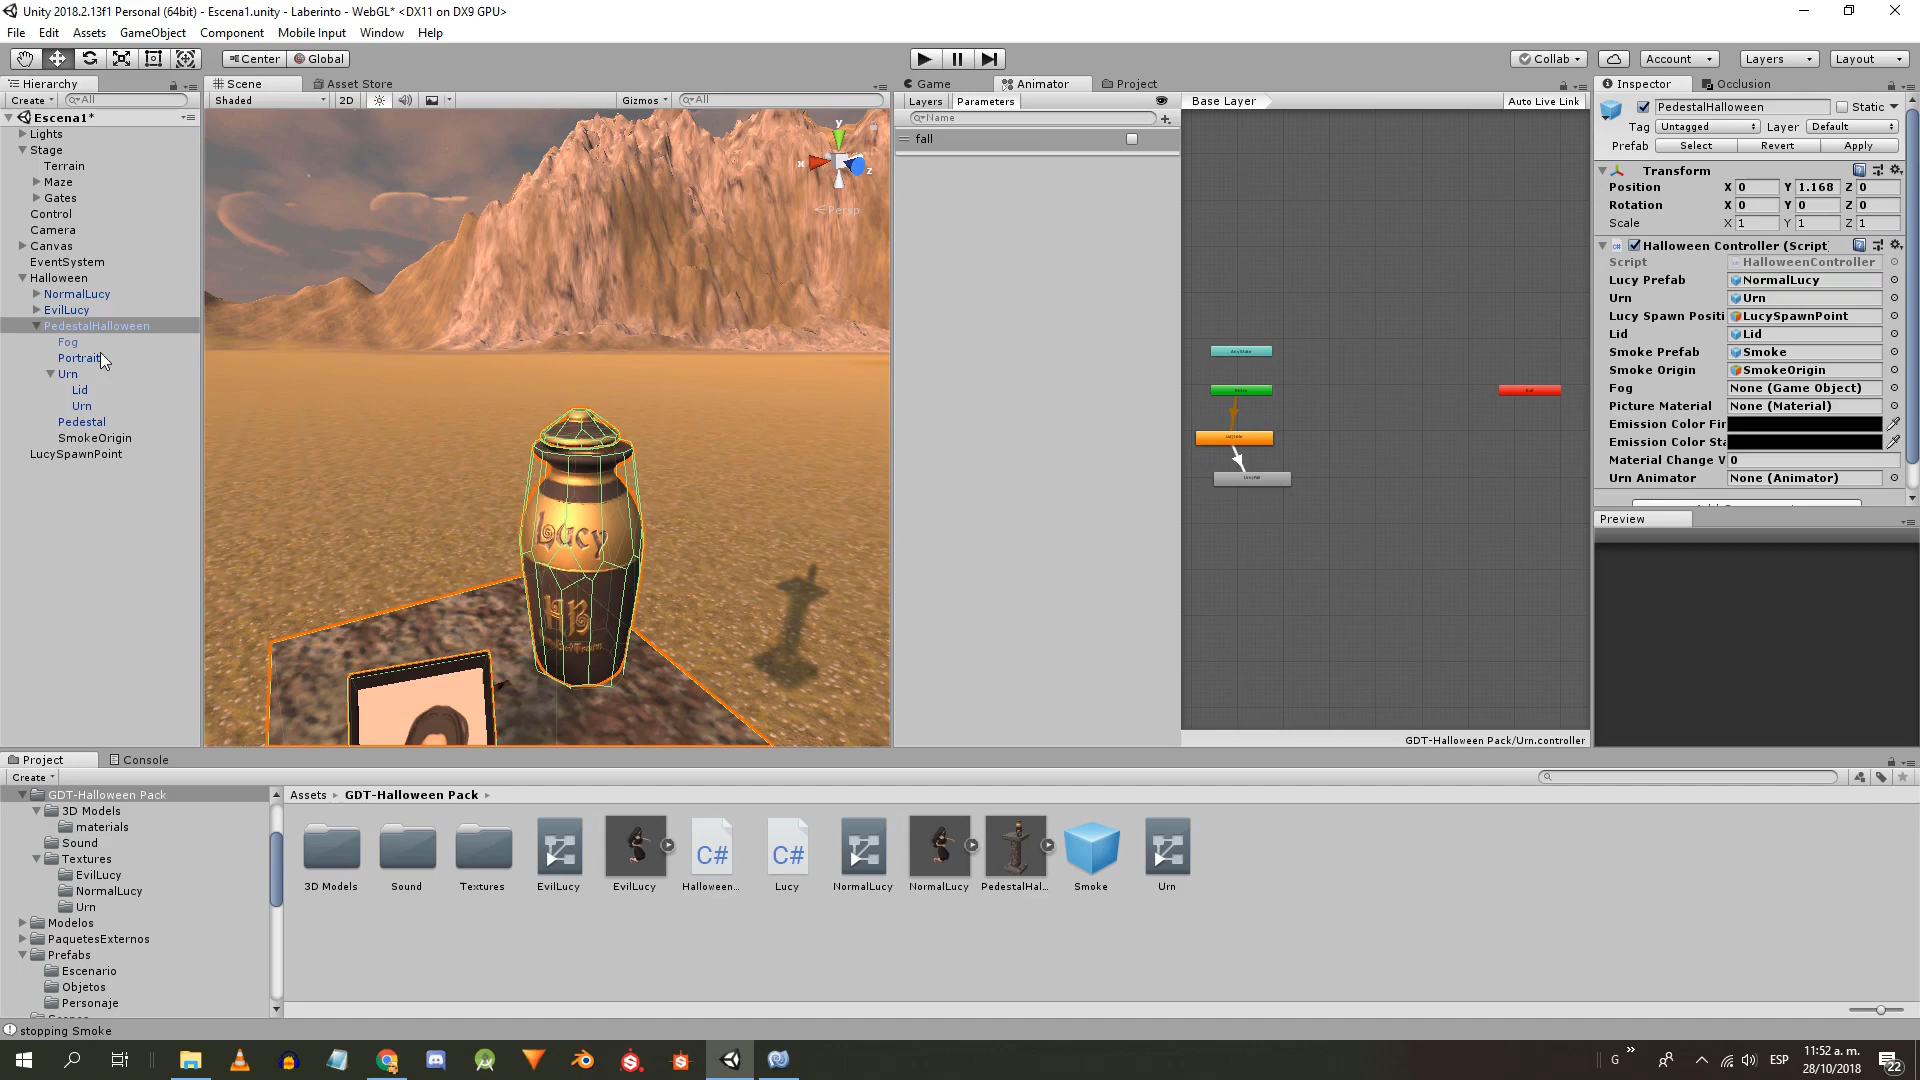 Unity 2018.2.13f1 Personal (64bit) - Escena1.unity - Laberinto - WebGL* <DX11 on DX9 GPU>
File Edit Assets GameObject Component Mobile Input Window Help
Center Global Collab Account Layers Layout
Hierarchy Scene Asset Store Game Animator Project Inspector Occlusion
Create All Shaded 2D Gizmos All Layers Parameters Base Layer Auto Live Link
PedestalHalloween Static
Escena1* Name
Tag Untagged Layer Default
Lights
fall
Prefab Select Revert Apply
Stage
Terrain
Maze
Gates
Control
Camera
Canvas
EventSystem
Halloween
NormalLucy
EvilLucy
PedestalHalloween
Fog
Portrait
Urn
Lid
Urn
Pedestal
SmokeOrigin
LucySpawnPoint
y
x
z
Persp
Lucy
HB
GDT-Halloween Pack/Urn.controller
Transform
Position X 0 Y 1.168 Z 0
Rotation X 0 Y 0 Z 0
Scale X 1 Y 1 Z 1
Halloween Controller (Script)
Script HalloweenController
Lucy Prefab NormalLucy
Urn Urn
Lucy Spawn Positi LucySpawnPoint
Lid Lid
Smoke Prefab Smoke
Smoke Origin SmokeOrigin
Fog None (Game Object)
Picture Material None (Material)
Emission Color Fir
Emission Color Sta
Material Change V 0
Urn Animator None (Animator)
Preview
Project Console
Create
GDT-Halloween Pack
3D Models
materials
Sound
Textures
EvilLucy
NormalLucy
Urn
Modelos
PaquetesExternos
Prefabs
Escenario
Objetos
Personaje
Assets GDT-Halloween Pack
C# C#
3D Models Sound Textures EvilLucy EvilLucy Halloween... Lucy NormalLucy NormalLucy PedestalHal... Smoke Urn
stopping Smoke
G ESP 11:52 a. m.
28/10/2018 22